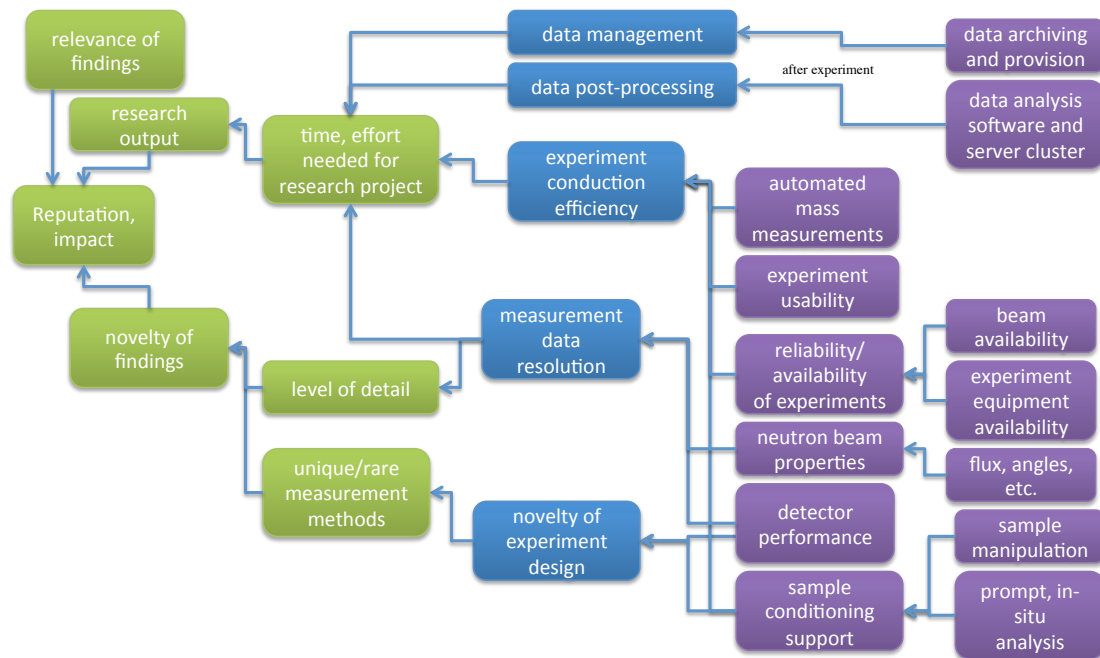 relevance of
findings
research
output
Reputation,
impact
novelty of
findings
time, effort
needed for
research project
level of detail
unique/rare
measurement
methods
data management
data post-processing
experiment
conduction
efficiency
measurement
data
resolution
novelty of
experiment
design
after experiment
automated
mass
measurements
experiment
usability
reliability/
availability
of experiments
neutron beam
properties
detector
performance
sample
conditioning
support
data archiving
and provision
data analysis
software and
server cluster
beam
availability
experiment
equipment
availability
flux, angles,
etc.
sample
manipulation
prompt, in-
situ
analysis